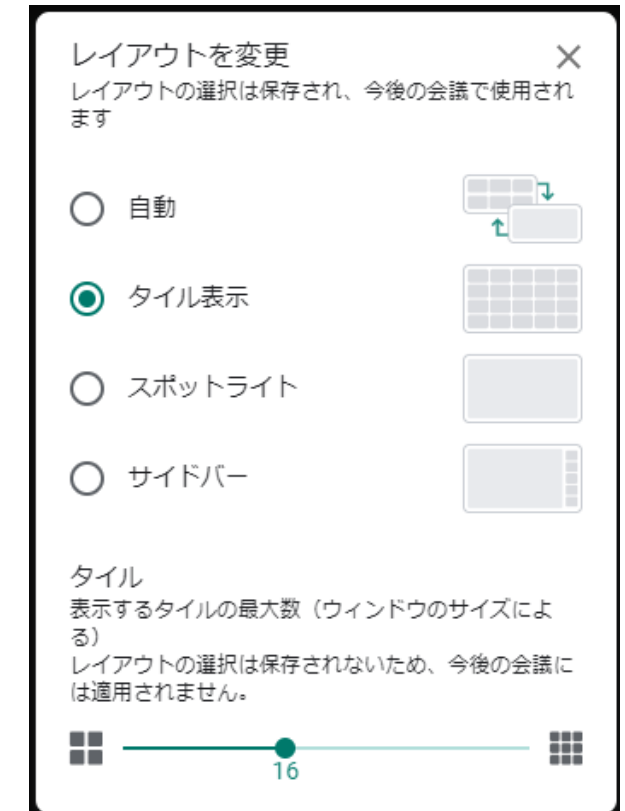 レイアウトを変更
レイアウトの選択は保存され、今後の会議で使用され
ます
自動
タイル表示
スポットライト
サイドバー
タイル
表示するタイルの最大数（ウィンドウのサイズによ
る）
レイアウトの選択は保存されないため、今後の会議に
は適用されません。
16